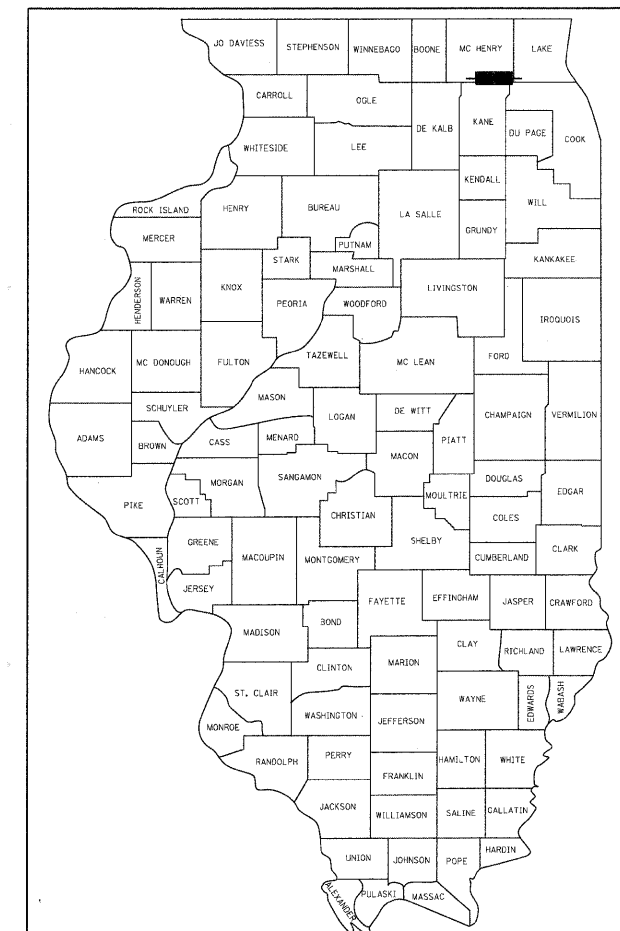 JO DAVIESS
STEPHENSON
WINNEBAGO
BOONE
MC HENRY
LAKE
CARROLL
OGLE
DE KALB
KANE
DU PAGE
COOK
WHITESIDE
LEE
KENDALL
WILL
ROCK ISLAND
HENRY
BUREAU
LA SALLE
GRUNDY
MERCER
PUTNAM
STARK
MARSHALL
KANKAKEE
HENDERSON
WARREN
KNOX
PEORIA
WOODFORD
LIVINGSTON
IROQUOIS
HANCOCK
MC DONOUGH
FULTON
TAZEWELL
MC LEAN
FORD
MASON
SCHUYLER
LOGAN
DE WITT
CHAMPAIGN
VERMILION
ADAMS
BROWN
CASS
MENARD
MACON
PIATT
PIKE
SCOTT
MORGAN
SANGAMON
CHRISTIAN
MOULTRIE
DOUGLAS
EDGAR
COLES
CALHOUN
GREENE
MACOUPIN
MONTGOMERY
SHELBY
CUMBERLAND
CLARK
JERSEY
FAYETTE
EFFINGHAM
JASPER
CRAWFORD
MADISON
BOND
CLAY
RICHLAND
LAWRENCE
CLINTON
MARION
ST. CLAIR
WAYNE
EDWARDS
WABASH
MONROE
WASHINGTON
JEFFERSON
RANDOLPH
PERRY
FRANKLIN
HAMILTON
WHITE
JACKSON
WILLIAMSON
SALINE
GALLATIN
UNION
JOHNSON
POPE
HARDIN
ALEXANDER
PULASKI
MASSAC